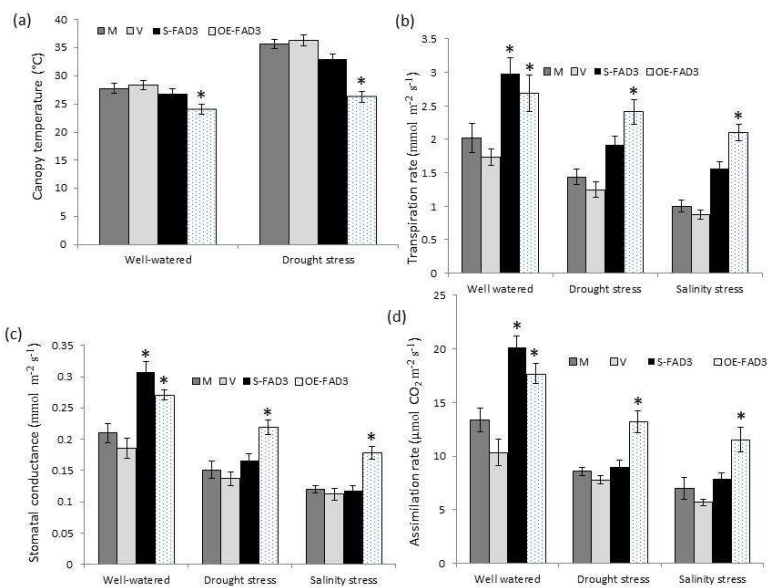 (a)
M V S-FAD3 OE-FAD3
Canopy temperature (°C)
40
35
30
25
20
15
10
5
0
*
*
Well-watered
Drought stress
(b)
M V S-FAD3 OE-FAD3
Transpiration rate (mmol m-2 s-1)
3.5
3
2.5
2
1.5
1
0.5
0
*
*
*
*
Well watered
Drought stress
Salinity stress
(c)
M V S-FAD3 OE-FAD3
Stomatal conductance (mmol m-2 s-1)
0.35
0.3
0.25
0.2
0.15
0.1
0.05
0
*
*
*
*
Well-watered
Drought stress
Salinity stress
(d)
M V S-FAD3 OE-FAD3
Assimilation rate (µmol CO2 m-2 s-1)
25
20
15
10
5
0
*
*
*
*
Well watered
Drought stress
Salinity stress